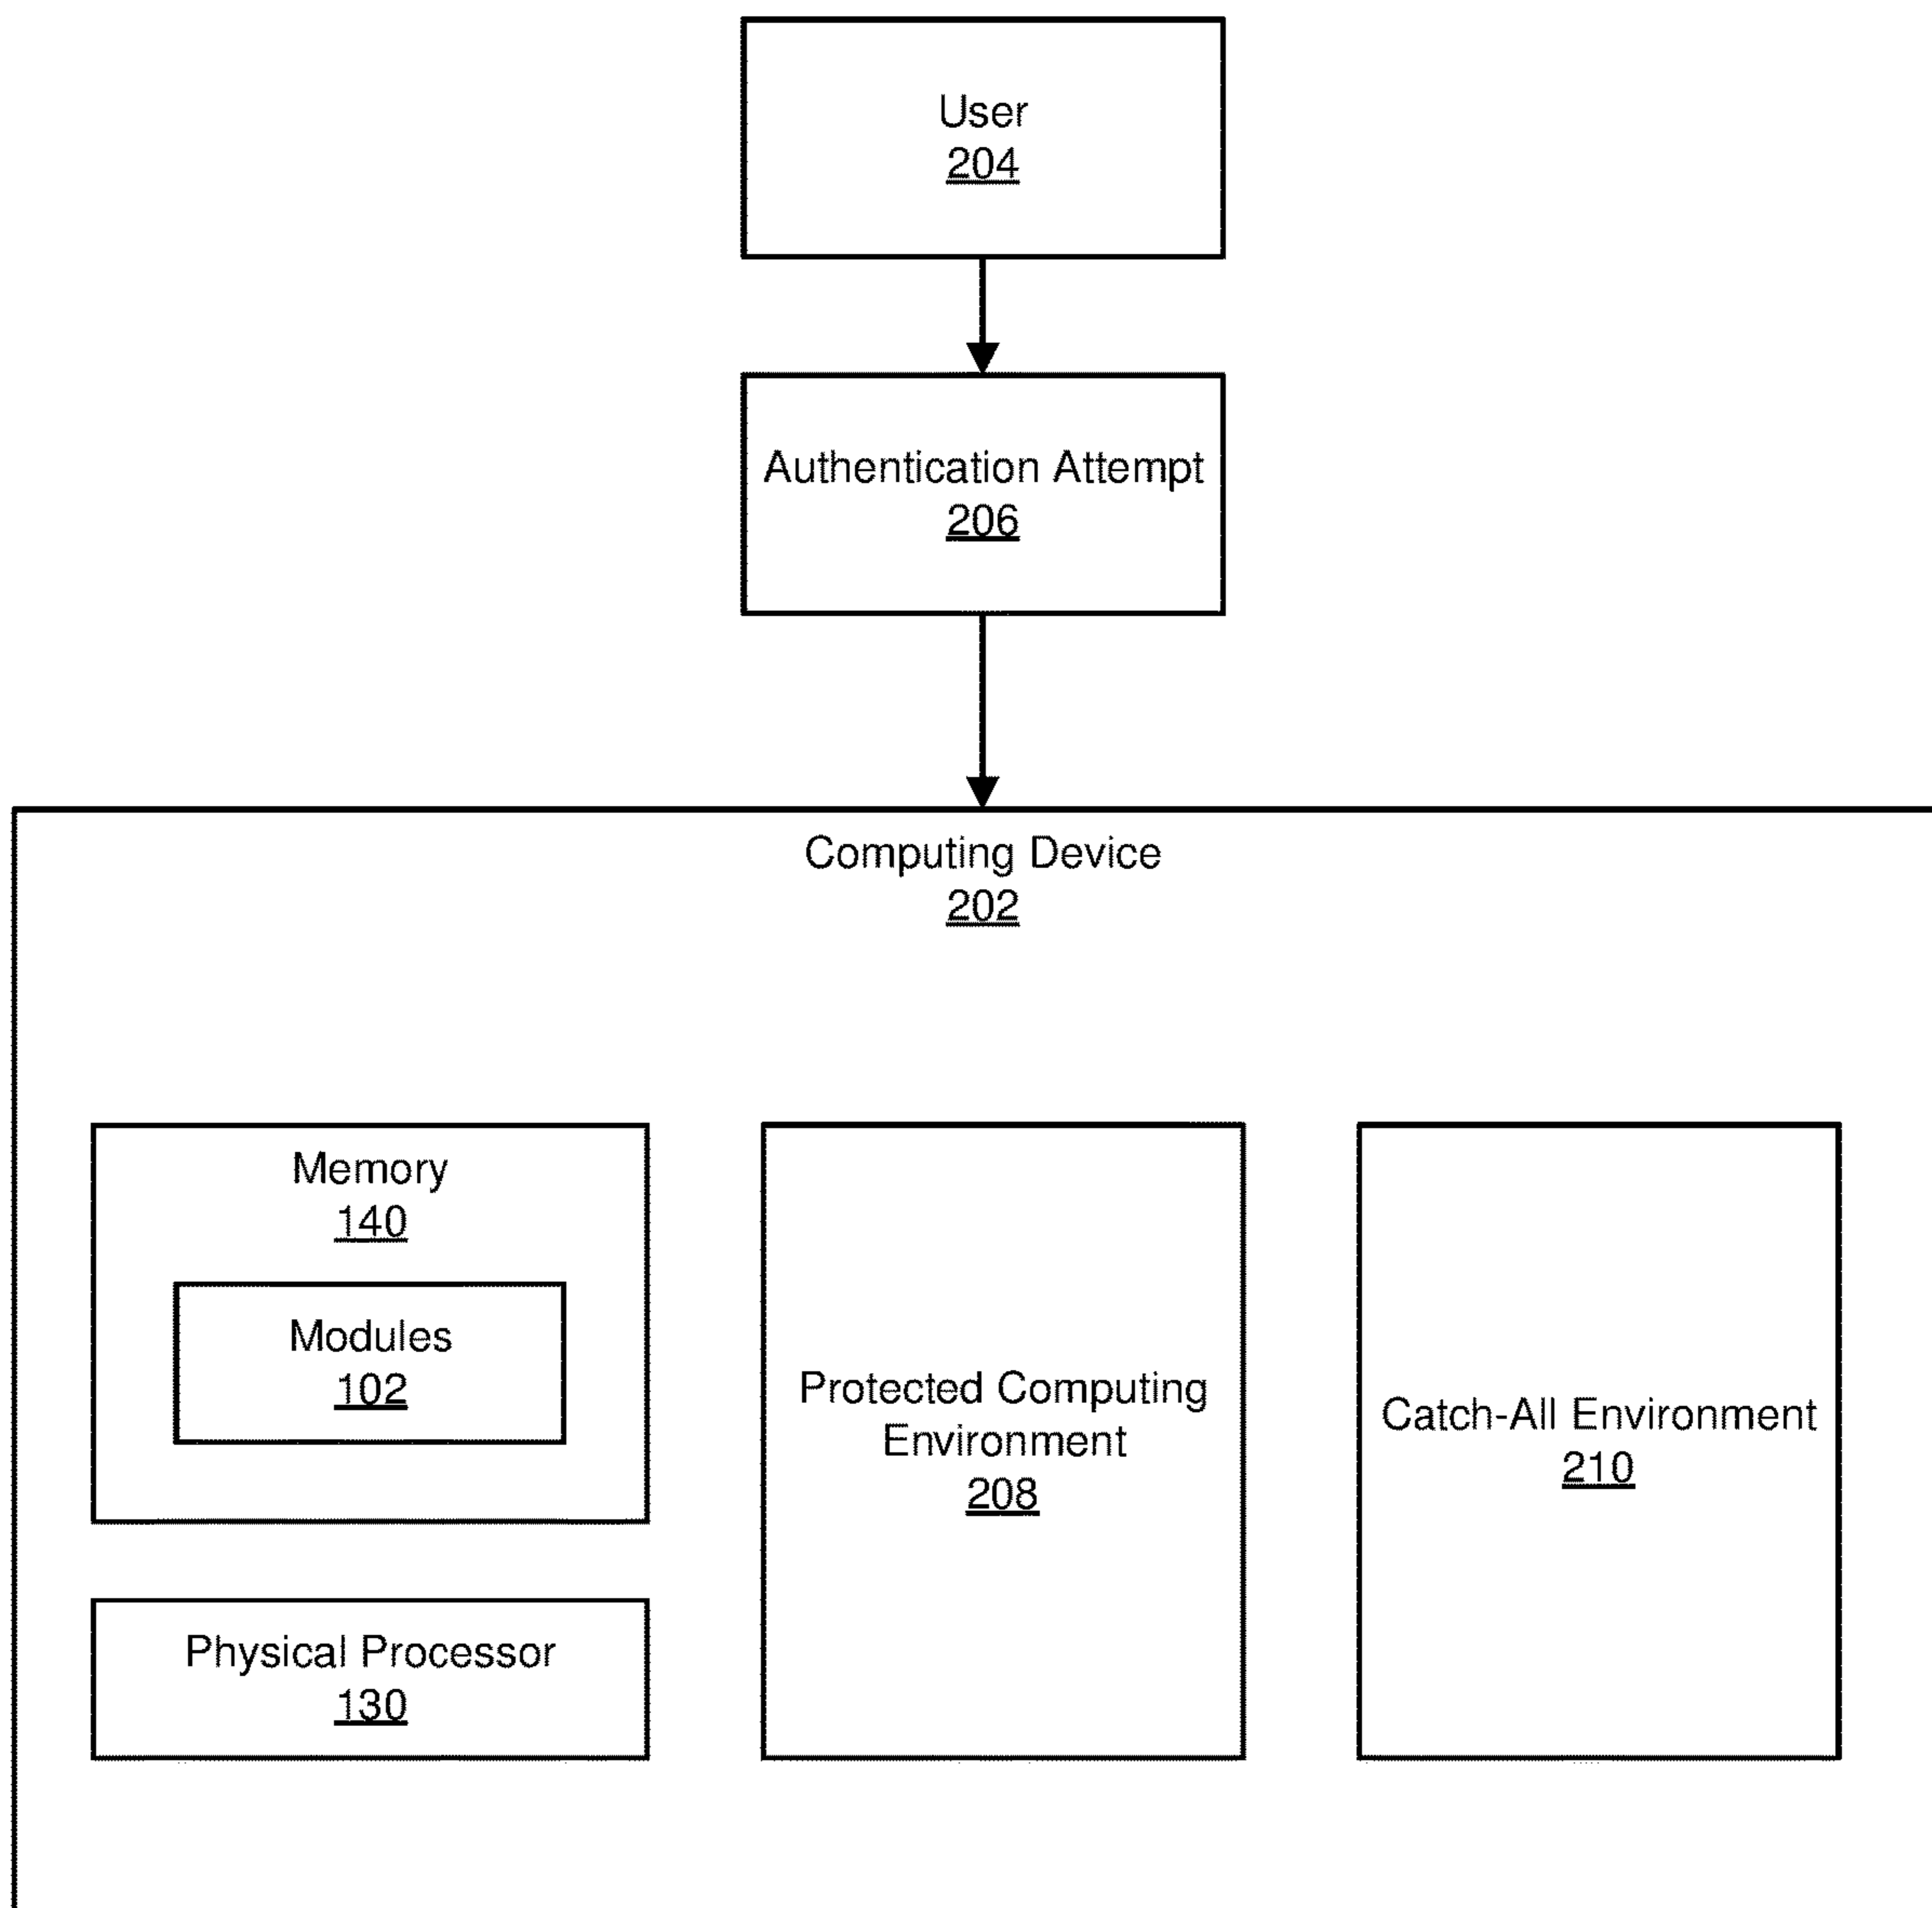 User
204
Authentication Attempt
206
Computing Device
202
Memory
140
Modules
102
Physical Processor
130
Protected Computing
Environment
208
Catch-All Environment
210